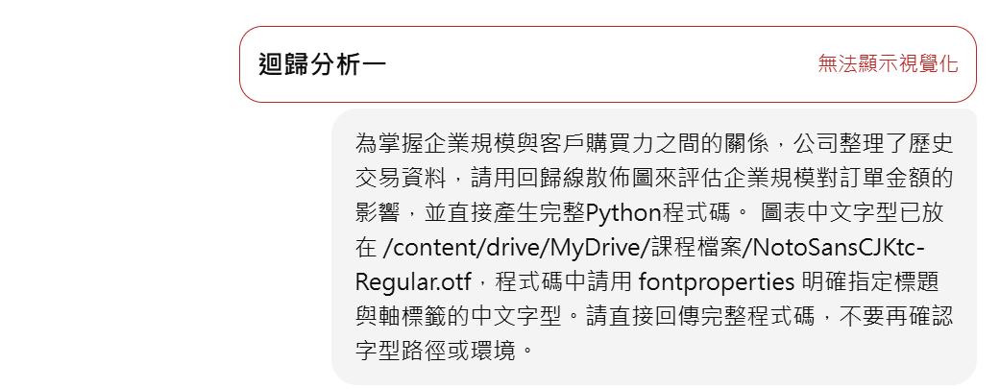 迴歸分析一
無法顯示視覺化
為掌握企業規模與客戶購買力之間的關係，公司整理了歷史
交易資料，請用回歸線散佈圖來評估企業規模對訂單金額的
影響，並直接產生完整Python程式碼。 圖表中文字型已放
在 /content/drive/MyDrive/課程檔案/NotoSansCJKtc-
Regular.otf，程式碼中請用 fontproperties 明確指定標題
與軸標籤的中文字型。請直接回傳完整程式碼，不要再確認
字型路徑或環境。